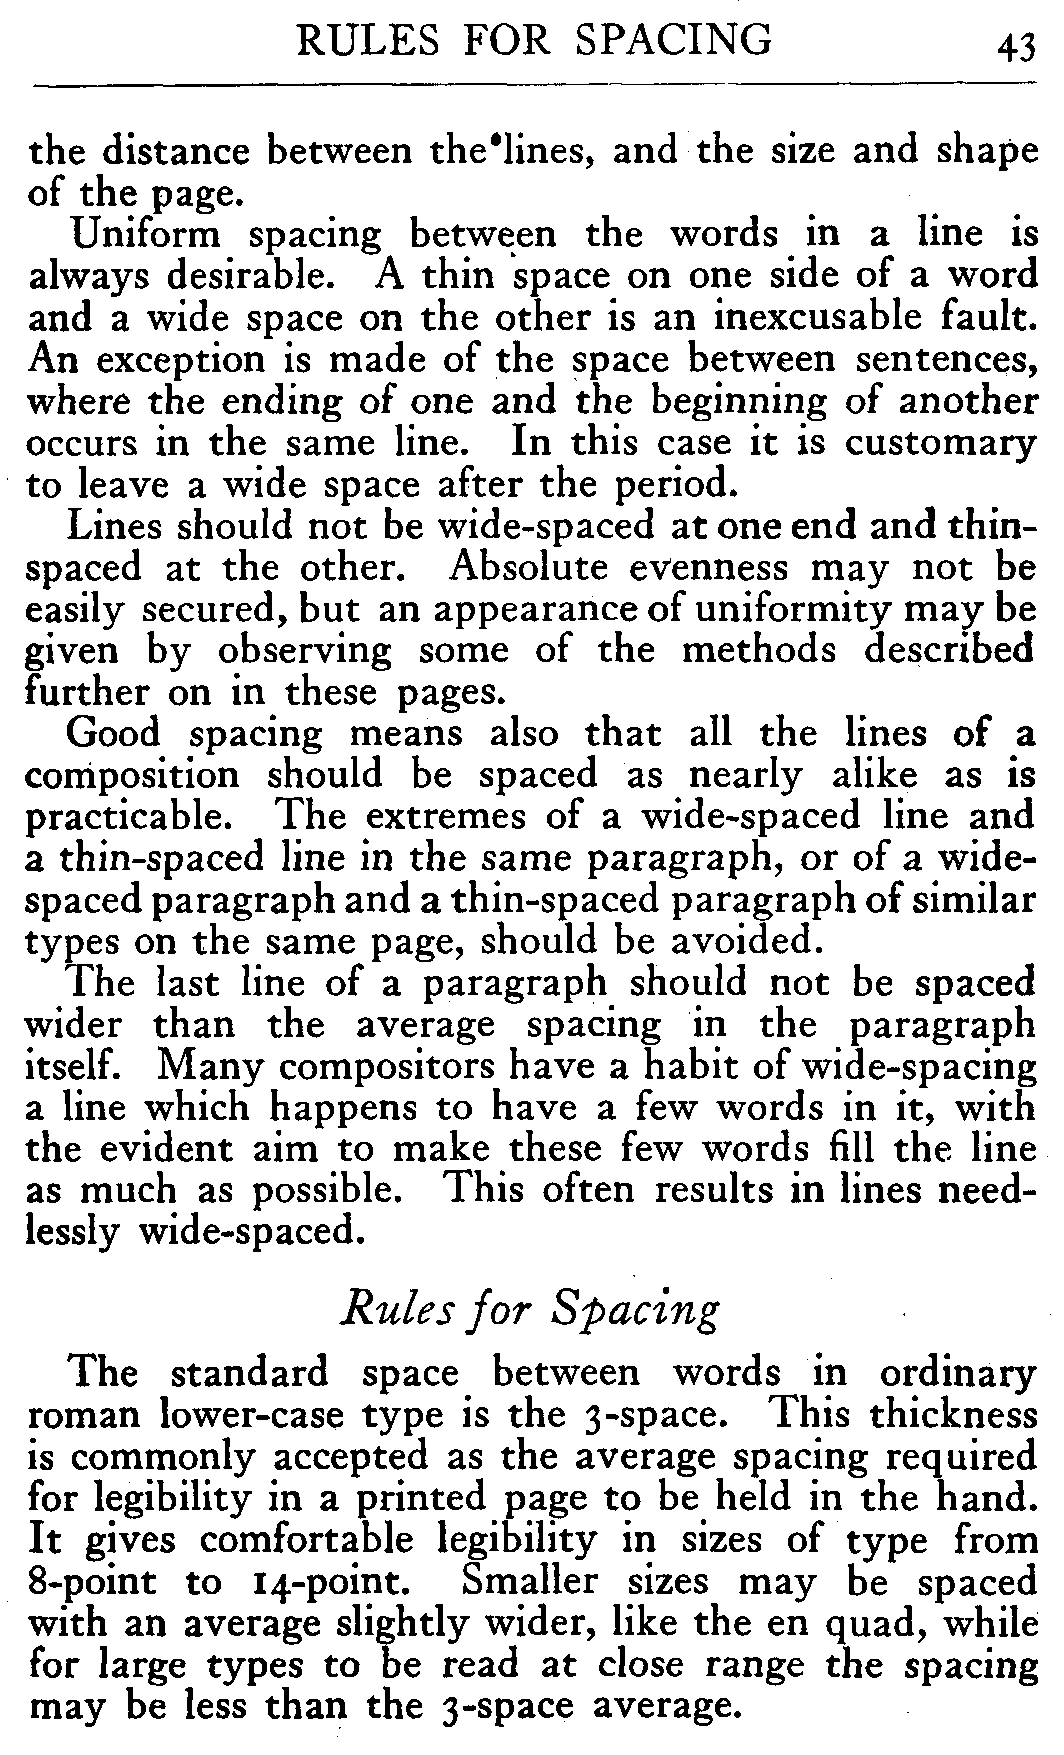 RULES FOR SPACING 43
the distance between the lines, and the size and shape
of the page.
Uniform spacing between the words in a line is
always desirable. A thin space on one side of a word
and a wide space on the other is an inexcusable fault.
An exception is made of the space between sentences,
where the ending of one and the beginning of another
occurs in the same line. In this case it is customary
to leave a wide space after the period.
Lines should not be wide-spaced at one end and thin-
spaced at the other. Absolute evenness may not be
easily secured, but an appearance of uniformity may be
given by observing some of the methods described
further on in these pages.
Good spacing means also that all the lines of a
composition should be spaced as nearly alike as is
practicable. The extremes of a wide-spaced line and
a thin-spaced line in the same paragraph, or of a wide-
spaced paragraph and a thin-spaced paragraph of similar
types on the same page, should be avoided.
The last line of a paragraph should not be spaced
wider than the average spacing in the paragraph
itself. Many compositors have a habit of wide-spacing
a line which happens to have a few words in it, with
the evident aim to make these few words fill the line
as much as possible. This often results in lines need-
lessly wide-spaced.
Rules for Spacing
The standard space between words in ordinary
roman lower-case type is the 3-space. This thickness
is commonly accepted as the average spacing required
for legibility in a printed page to be held in the hand.
It gives comfortable legibility in sizes of type from
8-point to 14-point. Smaller sizes may be spaced
with an average slightly wider, like the en quad, while
for large types to be read at close range the spacing
may be less than the 3-space average.